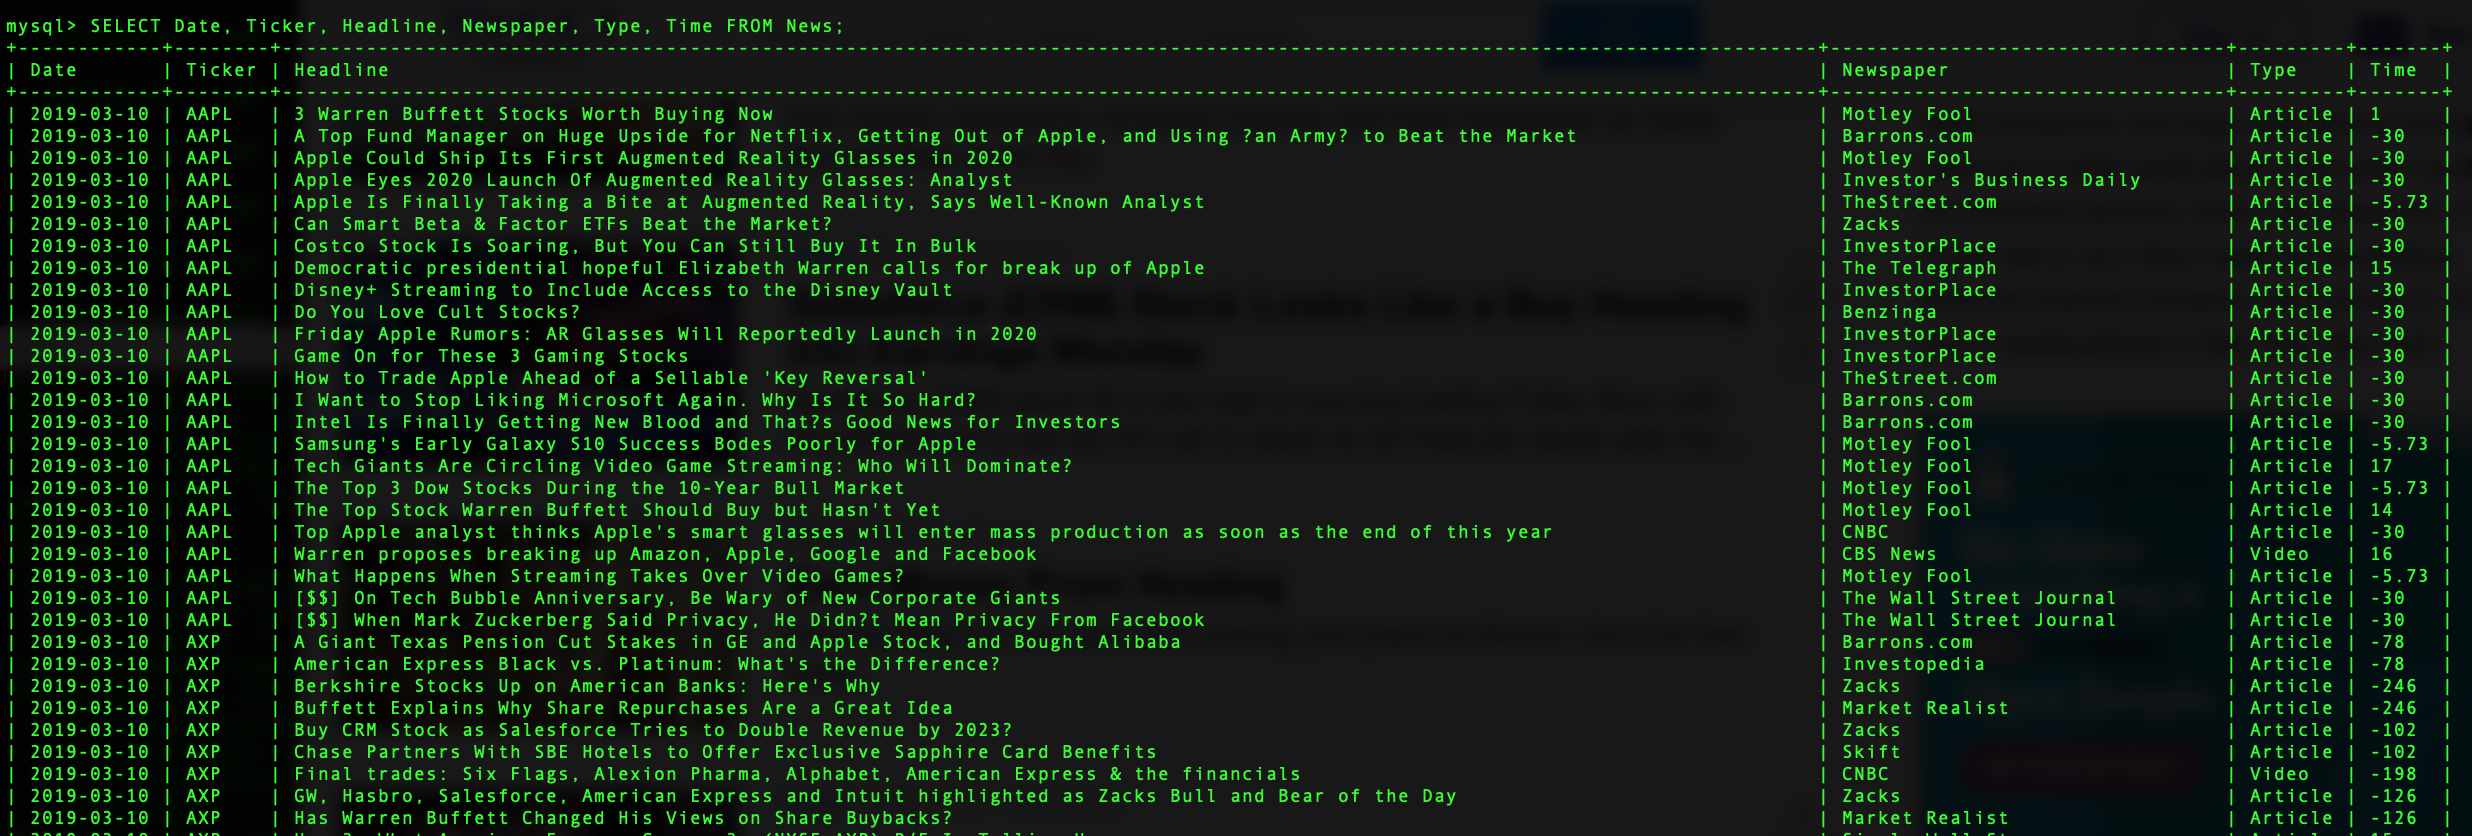 mysql> SELECT Date, Ticker, Headline, Newspaper, Type, Time FROM News;
| Date | Ticker | Headline | Newspaper | Type | Time |
| 2019-03-10 | AAPL | 3 Warren Buffett Stocks Worth Buying Now | Motley Fool | Article | 1 |
| 2019-03-10 | AAPL | A Top Fund Manager on Huge Upside for Netflix, Getting Out of Apple, and Using ?an Army? to Beat the Market | Barrons.com | Article | -30 |
| 2019-03-10 | AAPL | Apple Could Ship Its First Augmented Reality Glasses in 2020 | Motley Fool | Article | -30 |
| 2019-03-10 | AAPL | Apple Eyes 2020 Launch Of Augmented Reality Glasses: Analyst | Investor's Business Daily | Article | -30 |
| 2019-03-10 | AAPL | Apple Is Finally Taking a Bite at Augmented Reality, Says Well-Known Analyst | TheStreet.com | Article | -5.73 |
| 2019-03-10 | AAPL | Can Smart Beta & Factor ETFs Beat the Market? | Zacks | Article | -30 |
| 2019-03-10 | AAPL | Costco Stock Is Soaring, But You Can Still Buy It In Bulk | InvestorPlace | Article | -30 |
| 2019-03-10 | AAPL | Democratic presidential hopeful Elizabeth Warren calls for break up of Apple | The Telegraph | Article | 15 |
| 2019-03-10 | AAPL | Disney+ Streaming to Include Access to the Disney Vault | InvestorPlace | Article | -30 |
| 2019-03-10 | AAPL | Do You Love Cult Stocks? | Benzinga | Article | -30 |
| 2019-03-10 | AAPL | Friday Apple Rumors: AR Glasses Will Reportedly Launch in 2020 | InvestorPlace | Article | -30 |
| 2019-03-10 | AAPL | Game On for These 3 Gaming Stocks | InvestorPlace | Article | -30 |
| 2019-03-10 | AAPL | How to Trade Apple Ahead of a Sellable 'Key Reversal' | TheStreet.com | Article | -30 |
| 2019-03-10 | AAPL | I Want to Stop Liking Microsoft Again. Why Is It So Hard? | Barrons.com | Article | -30 |
| 2019-03-10 | AAPL | Intel Is Finally Getting New Blood and That?s Good News for Investors | Barrons.com | Article | -30 |
| 2019-03-10 | AAPL | Samsung's Early Galaxy S10 Success Bodes Poorly for Apple | Motley Fool | Article | -5.73 |
| 2019-03-10 | AAPL | Tech Giants Are Circling Video Game Streaming: Who Will Dominate? | Motley Fool | Article | 17 |
| 2019-03-10 | AAPL | The Top 3 Dow Stocks During the 10-Year Bull Market | Motley Fool | Article | -5.73 |
| 2019-03-10 | AAPL | The Top Stock Warren Buffett Should Buy but Hasn't Yet | Motley Fool | Article | 14 |
| 2019-03-10 | AAPL | Top Apple analyst thinks Apple's smart glasses will enter mass production as soon as the end of this year | CNBC | Article | -30 |
| 2019-03-10 | AAPL | Warren proposes breaking up Amazon, Apple, Google and Facebook | CBS News | Video | 16 |
| 2019-03-10 | AAPL | What Happens When Streaming Takes Over Video Games? | Motley Fool | Article | -5.73 |
| 2019-03-10 | AAPL | [$$] On Tech Bubble Anniversary, Be Wary of New Corporate Giants | The Wall Street Journal | Article | -30 |
| 2019-03-10 | AAPL | [$$] When Mark Zuckerberg Said Privacy, He Didn?t Mean Privacy From Facebook | The Wall Street Journal | Article | -30 |
| 2019-03-10 | AXP | A Giant Texas Pension Cut Stakes in GE and Apple Stock, and Bought Alibaba | Barrons.com | Article | -78 |
| 2019-03-10 | AXP | American Express Black vs. Platinum: What's the Difference? | Investopedia | Article | -78 |
| 2019-03-10 | AXP | Berkshire Stocks Up on American Banks: Here's Why | Zacks | Article | -246 |
| 2019-03-10 | AXP | Buffett Explains Why Share Repurchases Are a Great Idea | Market Realist | Article | -246 |
| 2019-03-10 | AXP | Buy CRM Stock as Salesforce Tries to Double Revenue by 2023? | Zacks | Article | -102 |
| 2019-03-10 | AXP | Chase Partners With SBE Hotels to Offer Exclusive Sapphire Card Benefits | Skift | Article | -102 |
| 2019-03-10 | AXP | Final trades: Six Flags, Alexion Pharma, Alphabet, American Express & the financials | CNBC | Video | -198 |
| 2019-03-10 | AXP | GW, Hasbro, Salesforce, American Express and Intuit highlighted as Zacks Bull and Bear of the Day | Zacks | Article | -126 |
| 2019-03-10 | AXP | Has Warren Buffett Changed His Views on Share Buybacks? | Market Realist | Article | -126 |